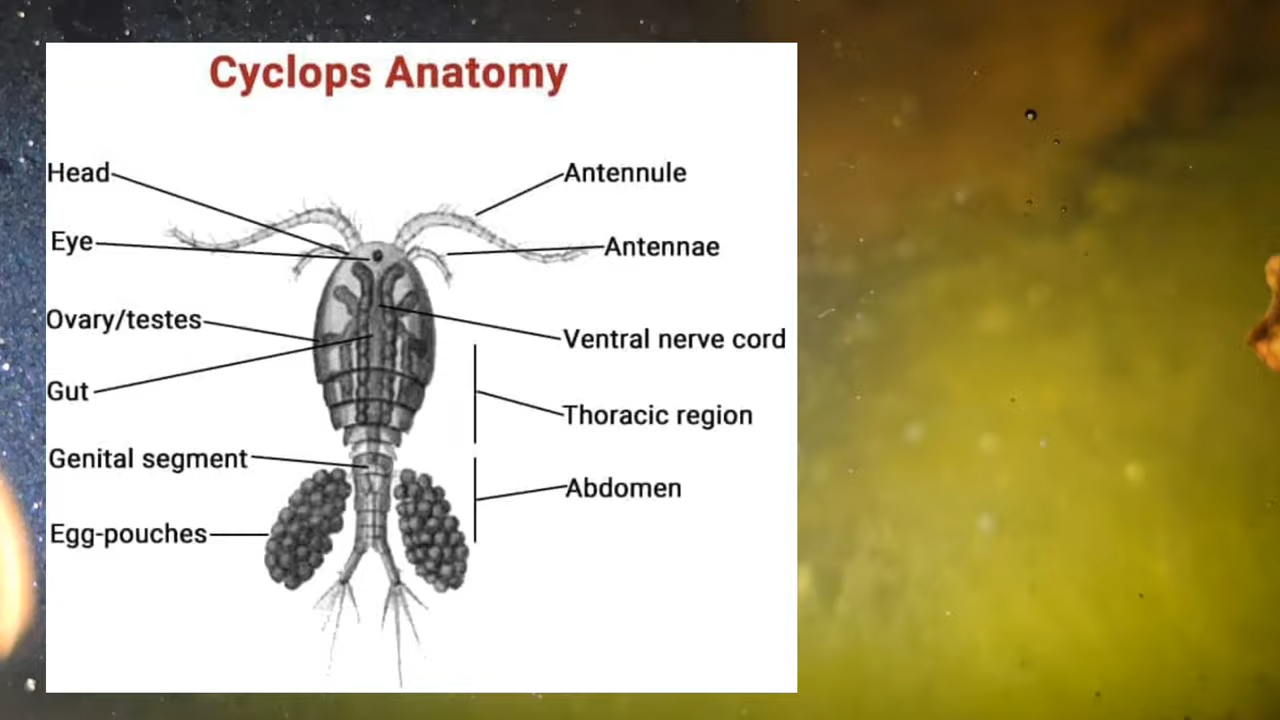 Cyclops Anatomy
Head
Antennule
Eye
Antennae
Ovary/testes
Ventral nerve cord
Gut
Thoracic region
Genital segment
Abdomen
Egg-pouches